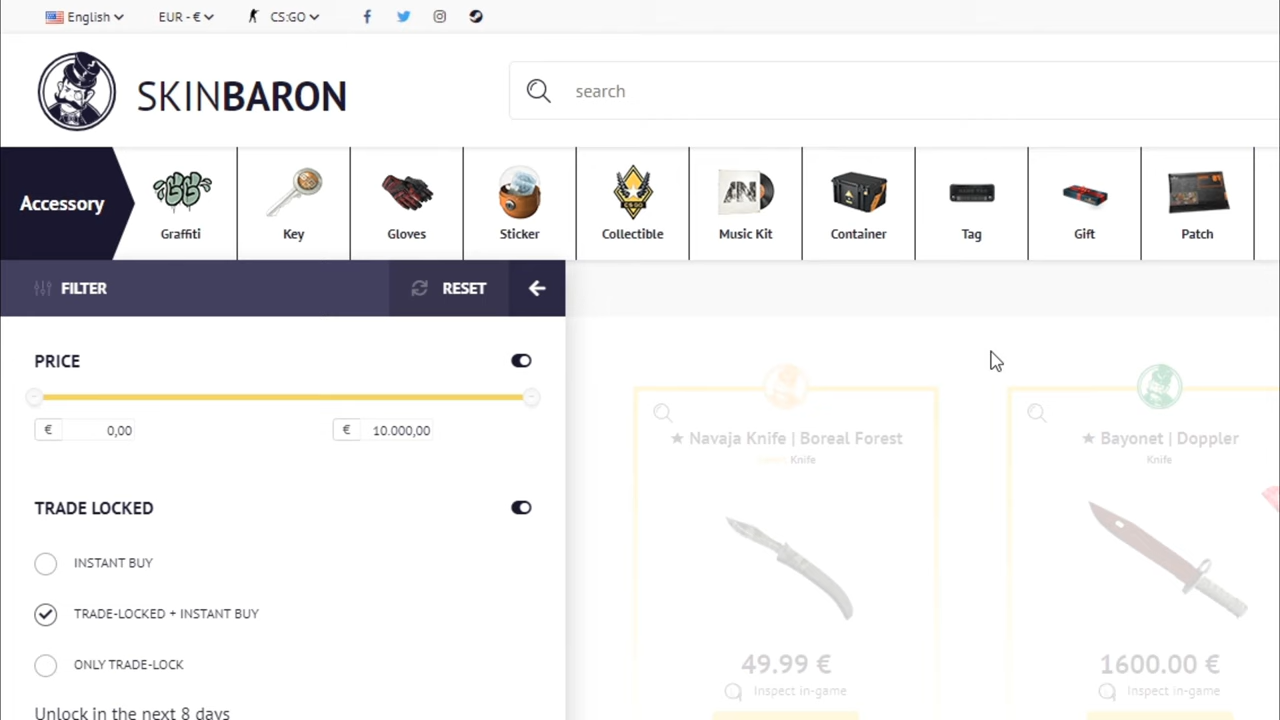 English
EUR - €
CS:GO
SKINBARON
search
Accessory
Graffiti
Key
Gloves
Sticker
Collectible
Music Kit
Container
Tag
Gift
Patch
FILTER
RESET
PRICE
€ 0,00
€ 10.000,00
TRADE LOCKED
INSTANT BUY
TRADE-LOCKED + INSTANT BUY
ONLY TRADE-LOCK
Unlock in the next 8 days
★ Navaja Knife | Boreal Forest
Knife
49.99 €
Inspect in-game
★ Bayonet | Doppler
Knife
1600.00 €
Inspect in-game